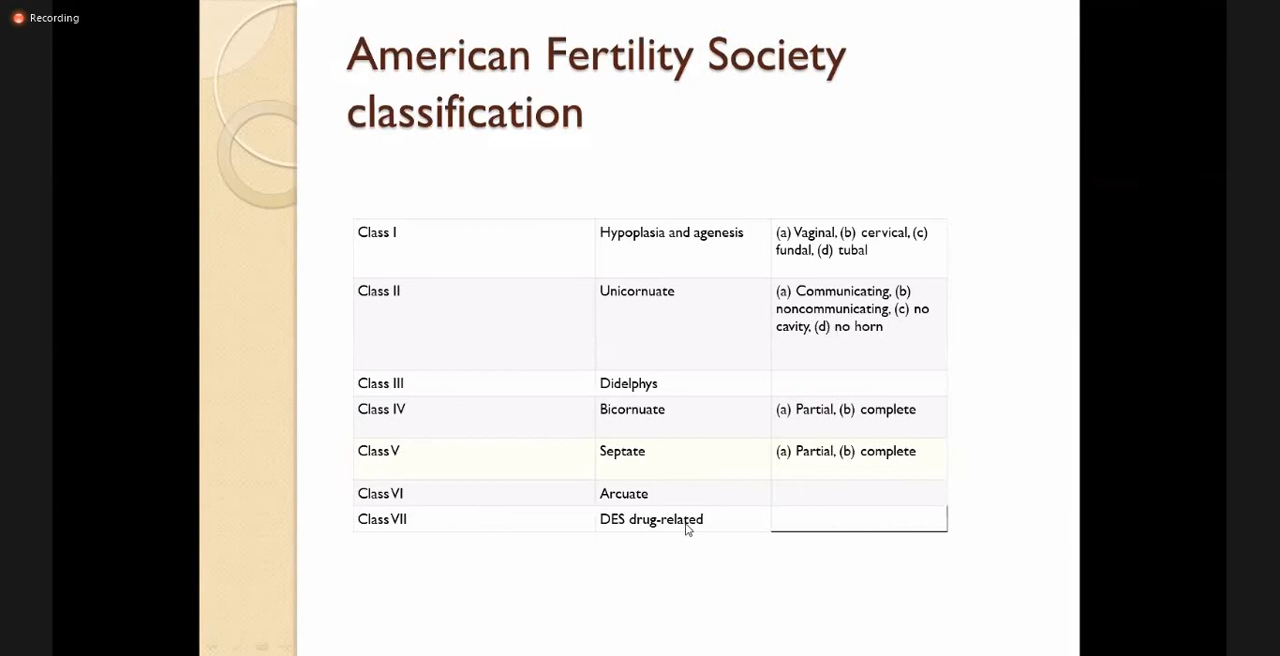 Recording
American Fertility Society
classification
Class I
Hypoplasia and agenesis
(a) Vaginal, (b) cervical, (c)
fundal, (d) tubal
Class II
Unicornuate
(a) Communicating, (b)
noncommunicating, (c) no
cavity, (d) no horn
Class III
Didelphys
Class IV
Bicornuate
(a) Partial, (b) complete
Class V
Septate
(a) Partial, (b) complete
Class VI
Arcuate
Class VII
DES drug-related